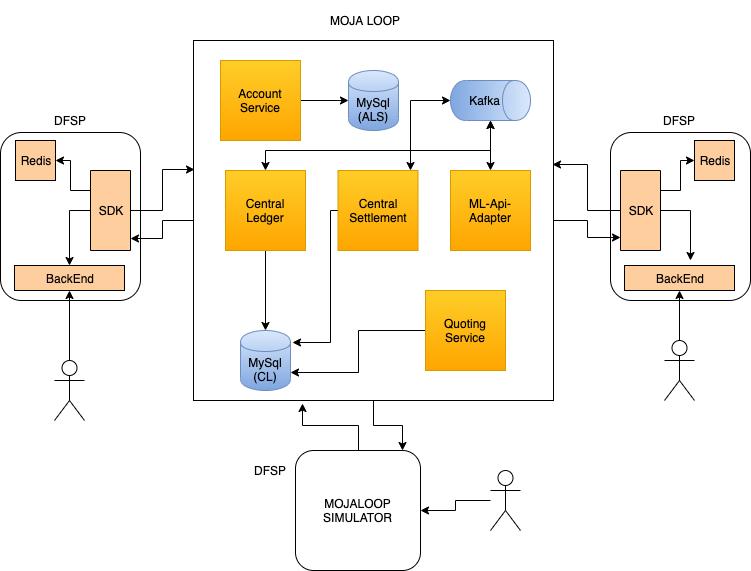 MOJA LOOP
Account
Service
MySql
(ALS)
Kafka
DFSP
Redis
SDK
BackEnd
Central
Ledger
Central
Settlement
ML-Api-
Adapter
DFSP
Redis
SDK
BackEnd
Quoting
Service
MySql
(CL)
DFSP
MOJALOOP
SIMULATOR